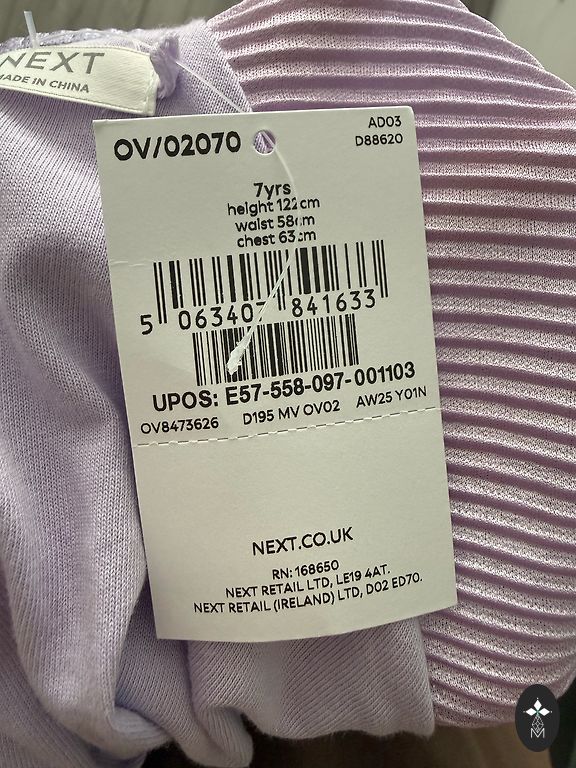 NEXT
MADE IN CHINA
OV/02070
AD03
D88620
7yrs
height 122cm
waist 58cm
chest 63cm
5 063407 841633
UPOS: E57-558-097-001103
OV8473626 D195 MV OV02 AW25 Y01N
NEXT.CO.UK
RN: 168650
NEXT RETAIL LTD, LE19 4AT.
NEXT RETAIL (IRELAND) LTD, D02 ED70.
M